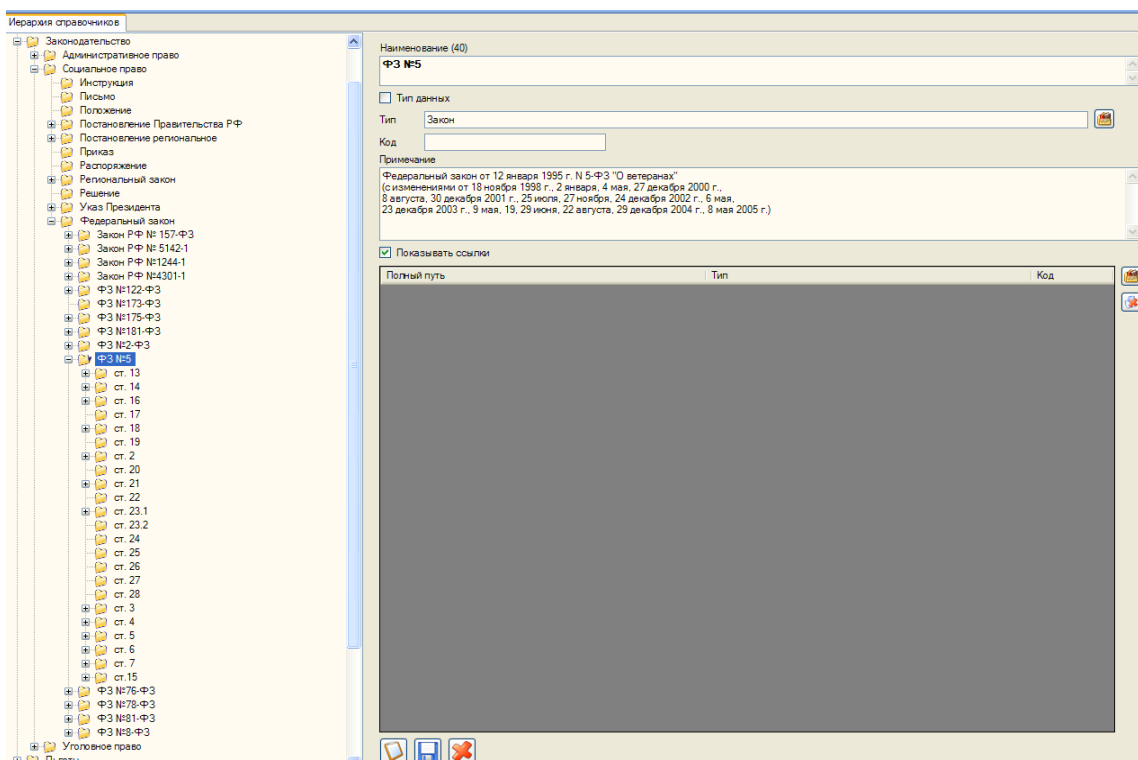 Иерархия справочников
Законодательство
Административное право
Социальное право
Инструкция
Письмо
Положение
Постановление Правительства РФ
Постановление региональное
Приказ
Распоряжение
Региональный закон
Решение
Указ Президента
Федеральный закон
Закон РФ № 157-ФЗ
Закон РФ № 5142-1
Закон РФ №1244-1
Закон РФ №4301-1
ФЗ №122-ФЗ
ФЗ №173-ФЗ
ФЗ №175-ФЗ
ФЗ №181-ФЗ
ФЗ №2-ФЗ
ФЗ №5
ст. 13
ст. 14
ст. 16
ст. 17
ст. 18
ст. 19
ст. 2
ст. 20
ст. 21
ст. 22
ст. 23.1
ст. 23.2
ст. 24
ст. 25
ст. 26
ст. 27
ст. 28
ст. 3
ст. 4
ст. 5
ст. 6
ст. 7
ст.15
ФЗ №76-ФЗ
ФЗ №78-ФЗ
ФЗ №81-ФЗ
ФЗ №8-ФЗ
Уголовное право
Наименование (40)
ФЗ №5
Тип данных
Тип Закон
Код
Примечание
Федеральный закон от 12 января 1995 г. N 5-ФЗ "О ветеранах"
(с изменениями от 18 ноября 1998 г., 2 января, 4 мая, 27 декабря 2000 г.,
8 августа, 30 декабря 2001 г., 25 июля, 27 ноября, 24 декабря 2002 г., 6 мая,
23 декабря 2003 г., 9 мая, 19, 29 июня, 22 августа, 29 декабря 2004 г., 8 мая 2005 г.)
Показывать ссылки
Полный путь Тип Код